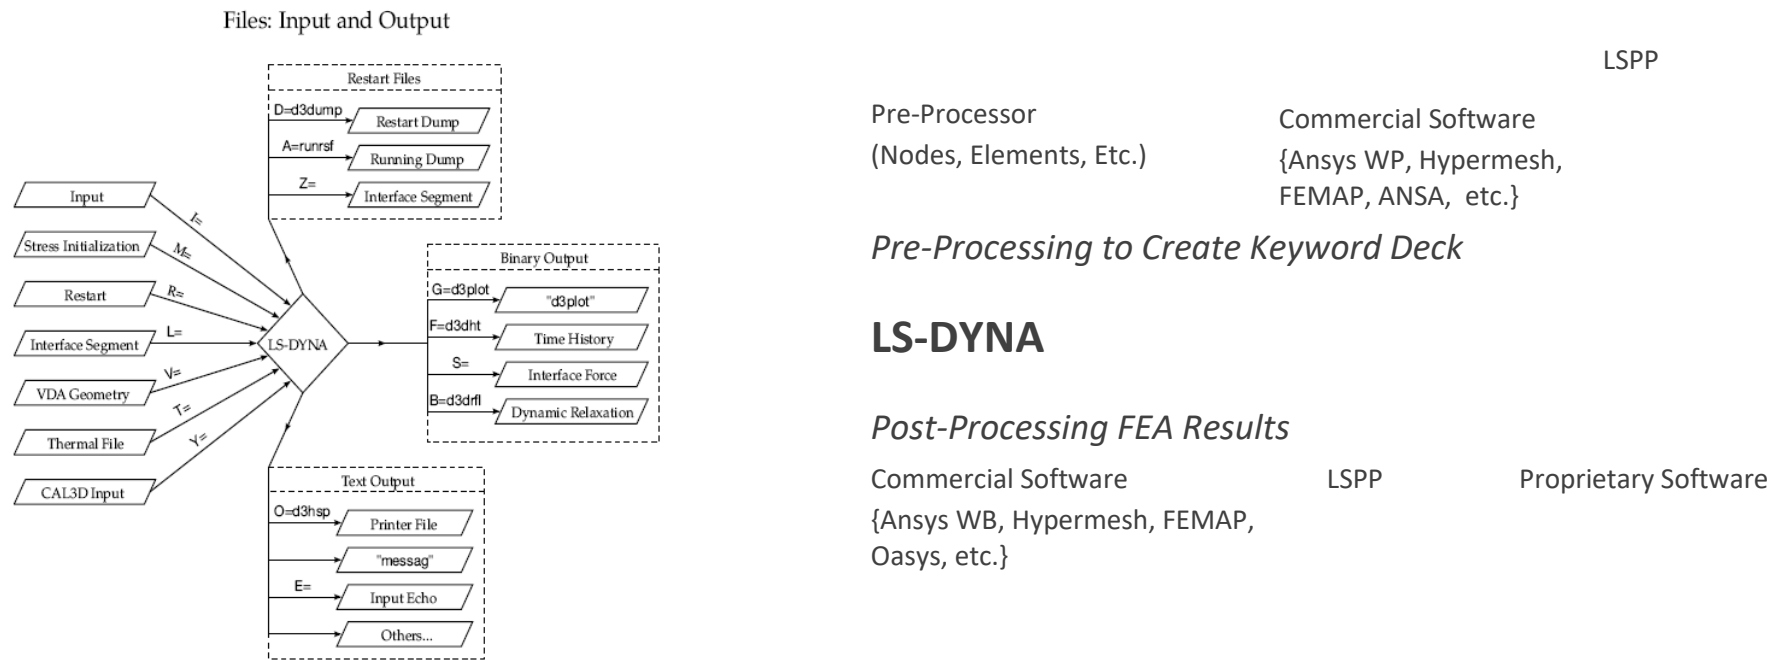 Files: Input and Output
Restart Files
D=d3dump
Restart Dump
A=runrsf
Running Dump
Z=
Interface Segment
Input
I=
Stress Initialization
M=
Restart
R=
Interface Segment
L=
VDA Geometry
V=
Thermal File
T=
CAL3D Input
Y=
LS-DYNA
Binary Output
G=d3plot
"d3plot"
F=d3dht
Time History
S=
Interface Force
B=d3drfl
Dynamic Relaxation
Text Output
O=d3hsp
Printer File
"messag"
E=
Input Echo
Others...
LSPP
Pre-Processor
(Nodes, Elements, Etc.)
Commercial Software
{Ansys WP, Hypermesh,
FEMAP, ANSA, etc.}
Pre-Processing to Create Keyword Deck
LS-DYNA
Post-Processing FEA Results
Commercial Software
{Ansys WB, Hypermesh, FEMAP,
Oasys, etc.}
LSPP
Proprietary Software